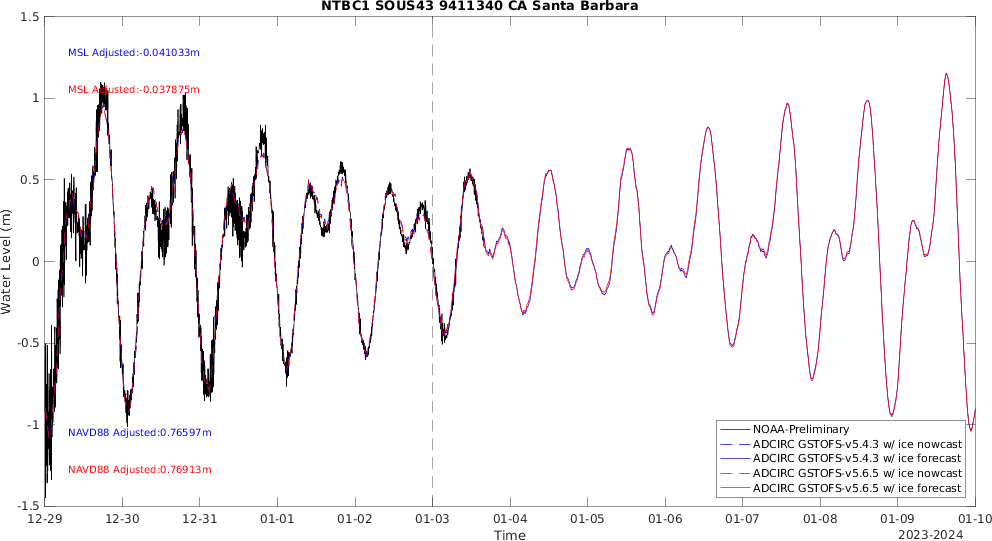 NTBC1 SOUS43 9411340 CA Santa Barbara
1.5
1
0.5
0
-0.5
-1
-1.5
Water Level (m)
MSL Adjusted:-0.041033m
MSL Adjusted:-0.037875m
NAVD88 Adjusted:0.76597m
NAVD88 Adjusted:0.76913m
NOAA-Preliminary
ADCIRC GSTOFS-v5.4.3 w/ ice nowcast
ADCIRC GSTOFS-v5.4.3 w/ ice forecast
ADCIRC GSTOFS-v5.6.5 w/ ice nowcast
ADCIRC GSTOFS-v5.6.5 w/ ice forecast
12-29 12-30 12-31 01-01 01-02 01-03 01-04 01-05 01-06 01-07 01-08 01-09 01-10
Time
2023-2024